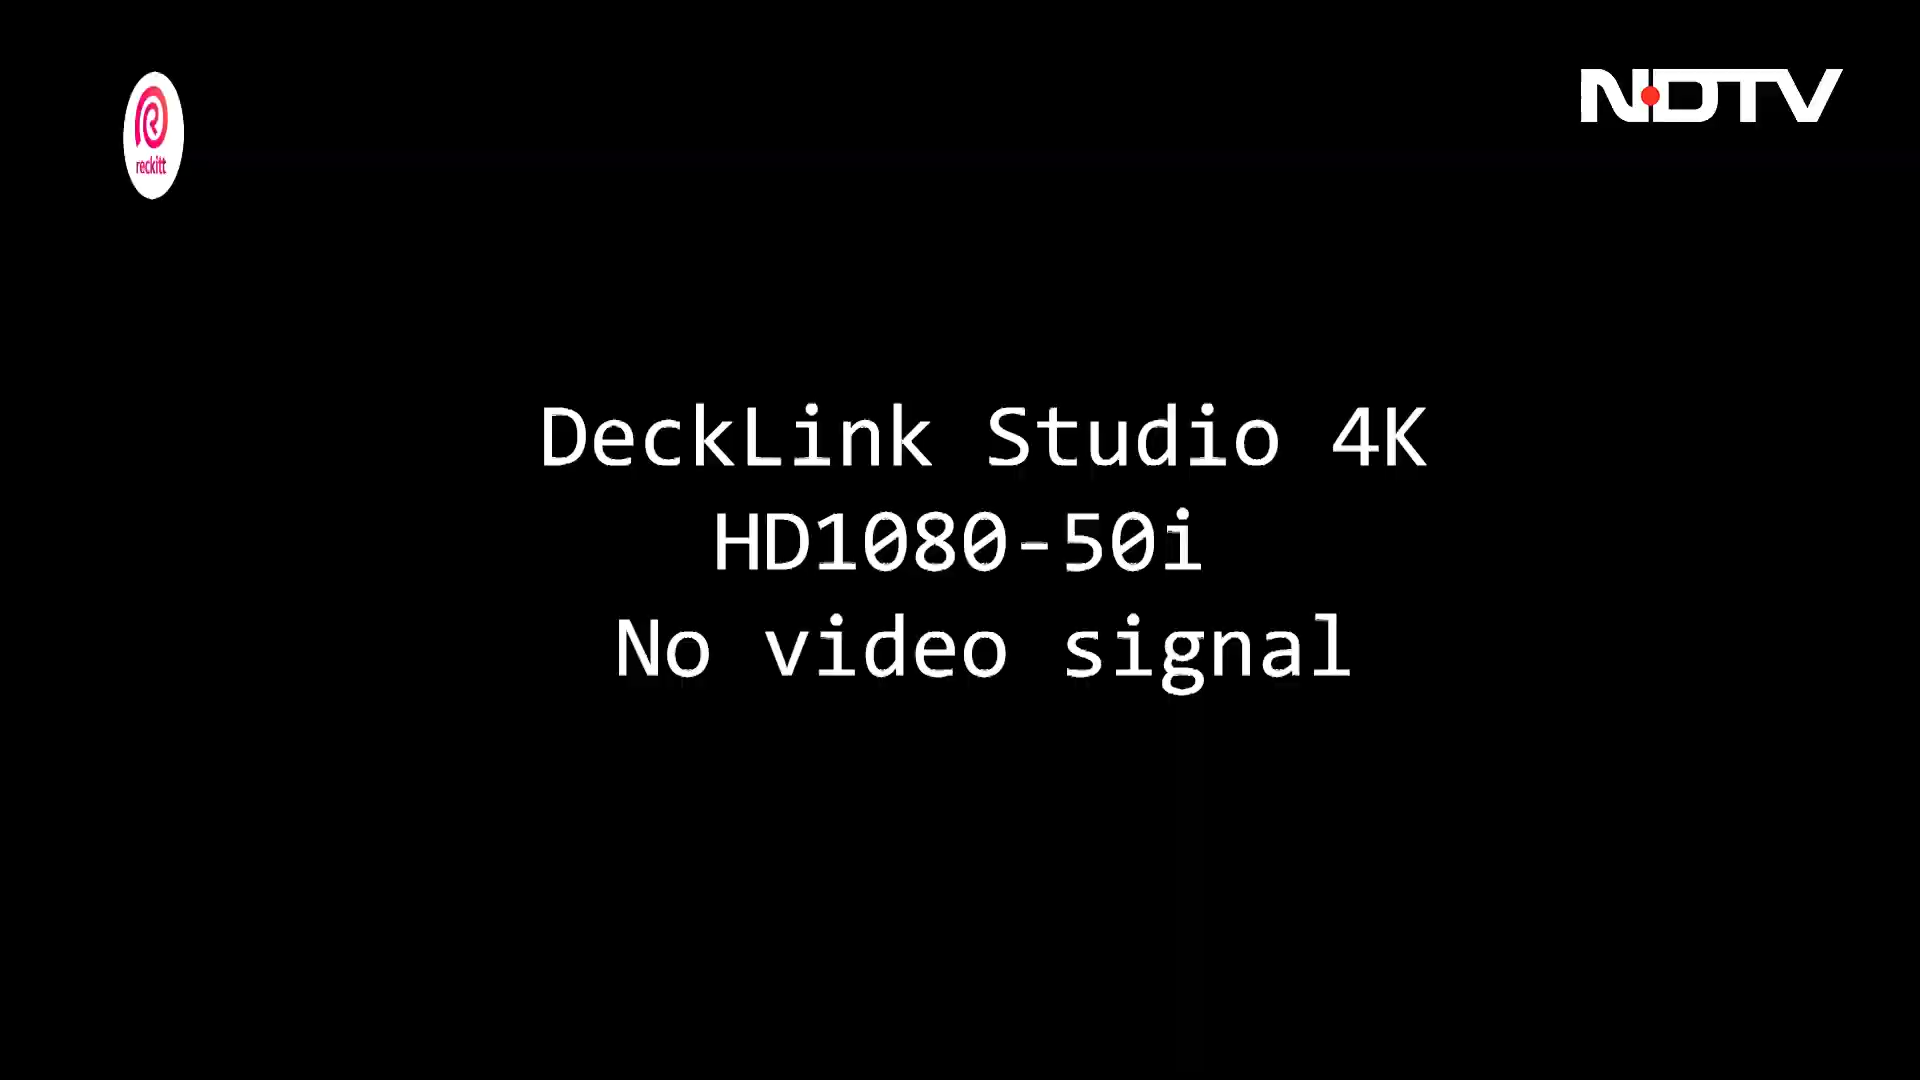 reckitt
NDTV
DeckLink Studio 4K
HD1080-50i
No video signal